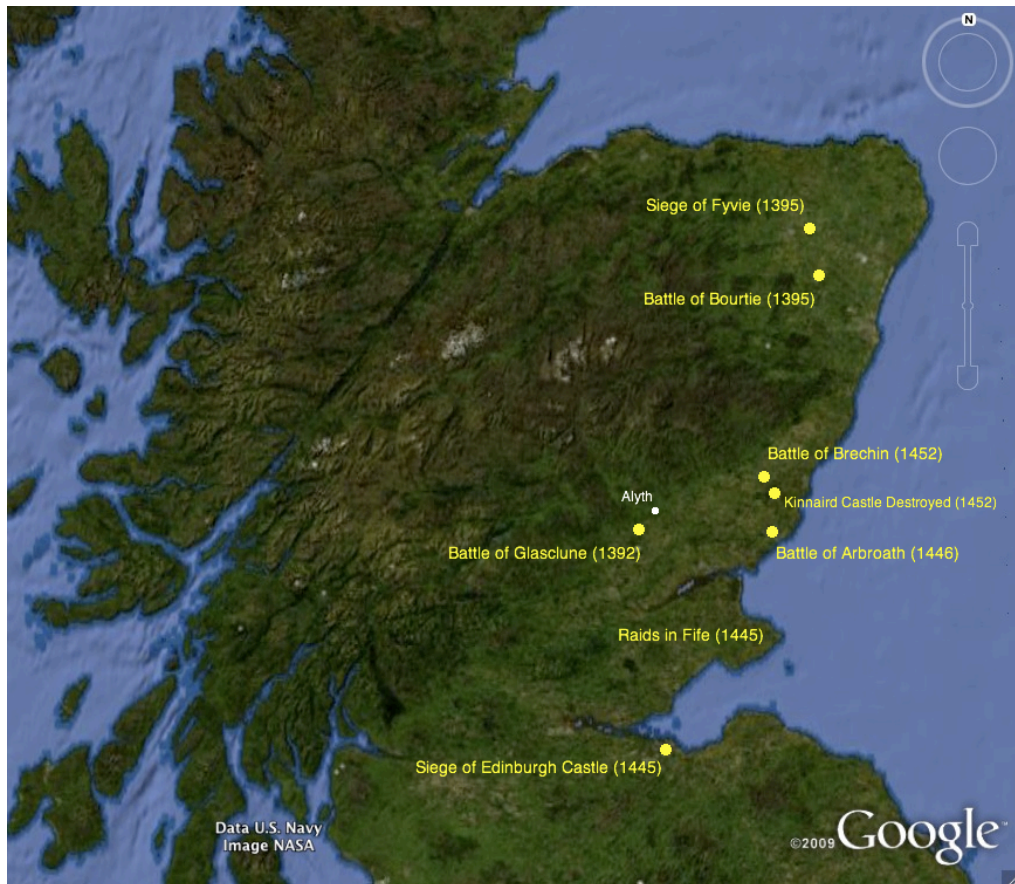 N
Siege of Fyvie (1395)
Battle of Bourtie (1395)
Battle of Brechin (1452)
Alyth
Kinnaird Castle Destroyed (1452)
Battle of Glasclune (1392)
Battle of Arbroath (1446)
Raids in Fife (1445)
Siege of Edinburgh Castle (1445)
Data U.S. Navy
Image NASA
©2009 Google™